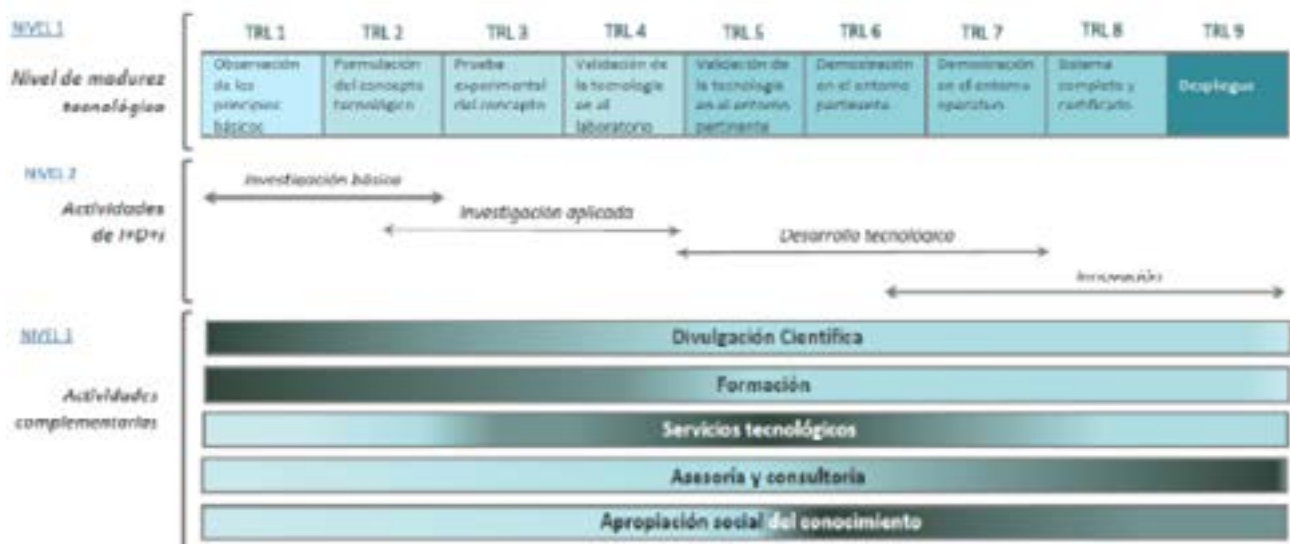 NIVEL 1
TRL 1 TRL 2 TRL 3 TRL 4 TRL 5 TRL 6 TRL 7 TRL 8 TRL 9
Nivel de madurez
tecnológica
Observación
de los
principios
básicos
Formulación
del concepto
tecnológico
Prueba
experimental
del concepto
Validación de
la tecnología
en el
laboratorio
Validación de
la tecnología
en el entorno
pertinente
Demostración
en el entorno
pertinente
Demostración
en el entorno
operativo
Sistema
completo y
certificado
Despliegue
NIVEL 2
Actividades
de I+D+i
Investigación básica
Investigación aplicada
Desarrollo tecnológico
Innovación
NIVEL 3
Actividades
complementarias
Divulgación Científica
Formación
Servicios tecnológicos
Asesoría y consultoria
Apropiación social del conocimiento